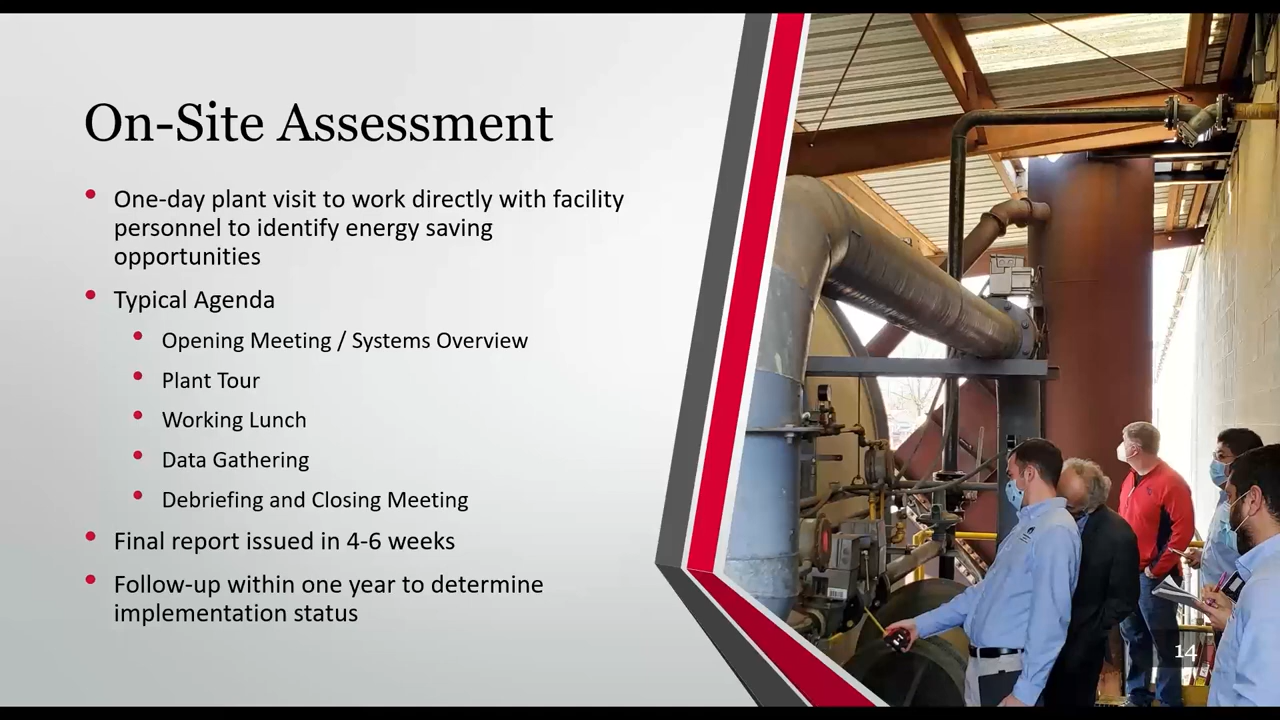 On-Site Assessment
• One-day plant visit to work directly with facility
personnel to identify energy saving
opportunities
• Typical Agenda
• Opening Meeting / Systems Overview
• Plant Tour
• Working Lunch
• Data Gathering
• Debriefing and Closing Meeting
• Final report issued in 4-6 weeks
• Follow-up within one year to determine
implementation status
14